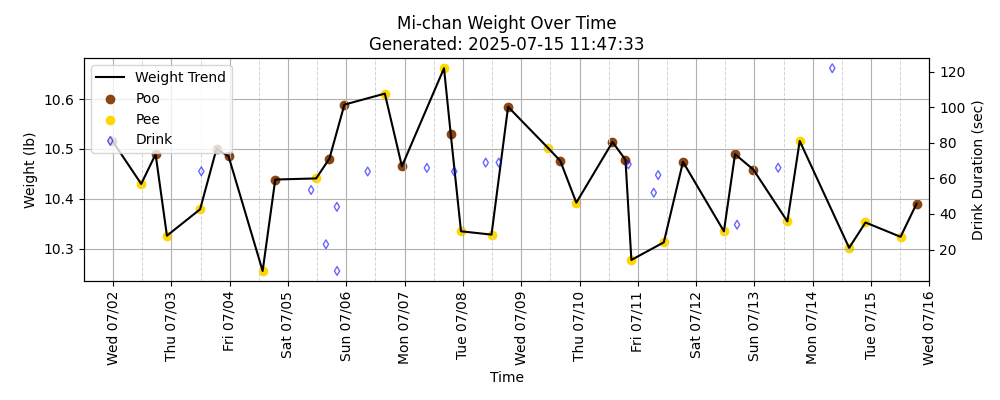 Mi-chan Weight Over Time
Generated: 2025-07-15 11:47:33
Weight Trend
Poo
Pee
Drink
Weight (lb)
10.6
10.5
10.4
10.3
Drink Duration (sec)
120
100
80
60
40
20
Wed 07/02
Thu 07/03
Fri 07/04
Sat 07/05
Sun 07/06
Mon 07/07
Tue 07/08
Wed 07/09
Thu 07/10
Fri 07/11
Sat 07/12
Sun 07/13
Mon 07/14
Tue 07/15
Wed 07/16
Time